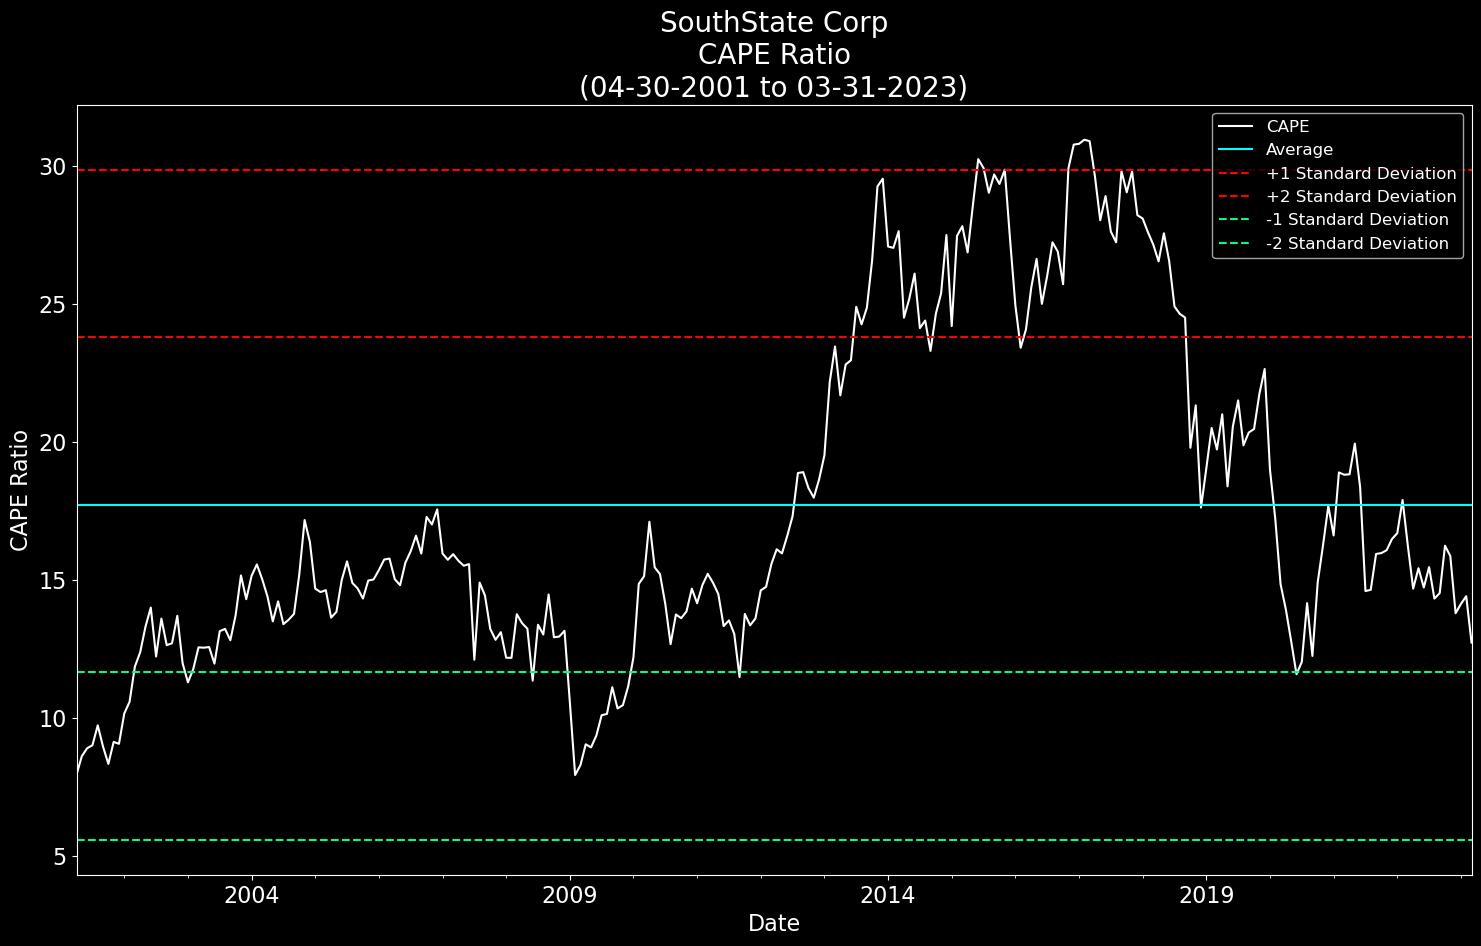 SouthState Corp
CAPE Ratio
(04-30-2001 to 03-31-2023)
CAPE
Average
+1 Standard Deviation
+2 Standard Deviation
-1 Standard Deviation
-2 Standard Deviation
30
25
20
15
10
5
CAPE Ratio
2004
2009
2014
2019
Date